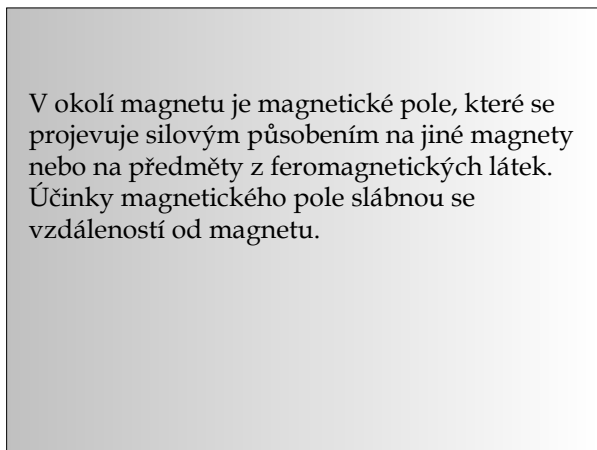 V okolí magnetu je magnetické pole, které se
projevuje silovým působením na jiné magnety
nebo na předměty z feromagnetických látek.
Účinky magnetického pole slábnou se
vzdáleností od magnetu.